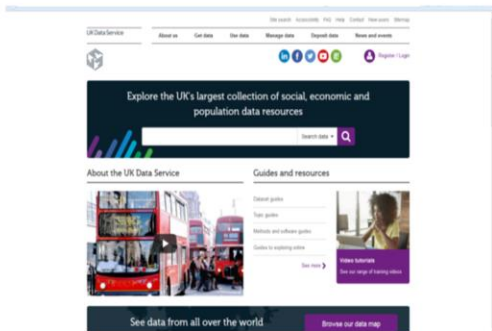 Site search Accessibility FAQ Help Contact New users Sitemap
UK Data Service
About us Get data Use data Manage data Deposit data News and events
Register / Login
Explore the UK's largest collection of social, economic and
population data resources
Search data
About the UK Data Service
Guides and resources
Dataset guides
Topic guides
Methods and software guides
Guides to exploring online
See more
Video tutorials
See our range of training videos
See data from all over the world
Browse our data map